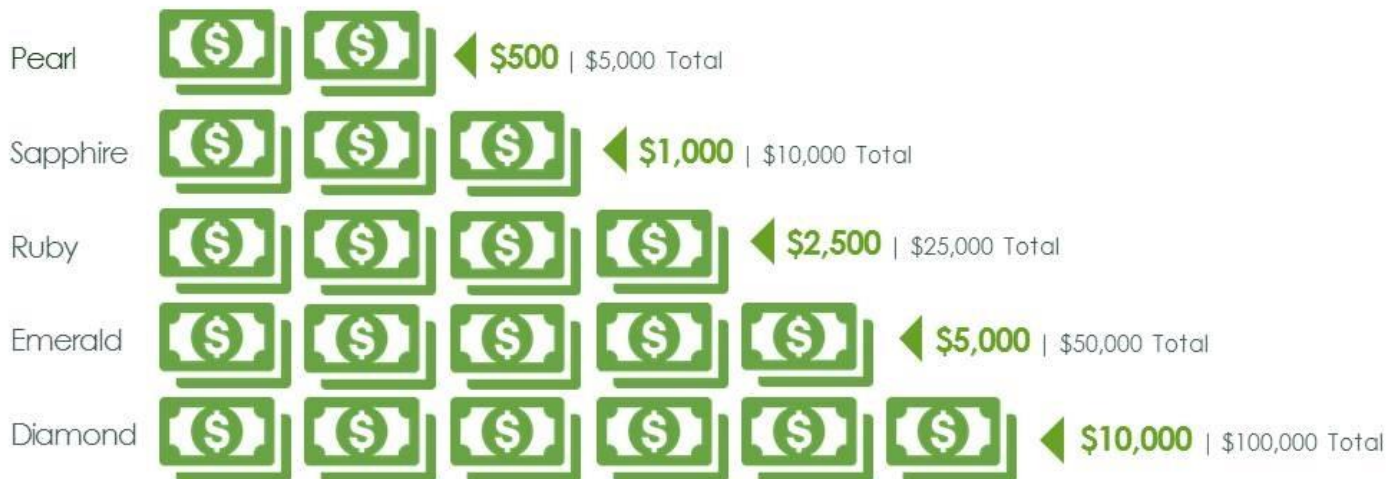 Pearl $500 | $5,000 Total
Sapphire $1,000 | $10,000 Total
Ruby $2,500 | $25,000 Total
Emerald $5,000 | $50,000 Total
Diamond $10,000 | $100,000 Total